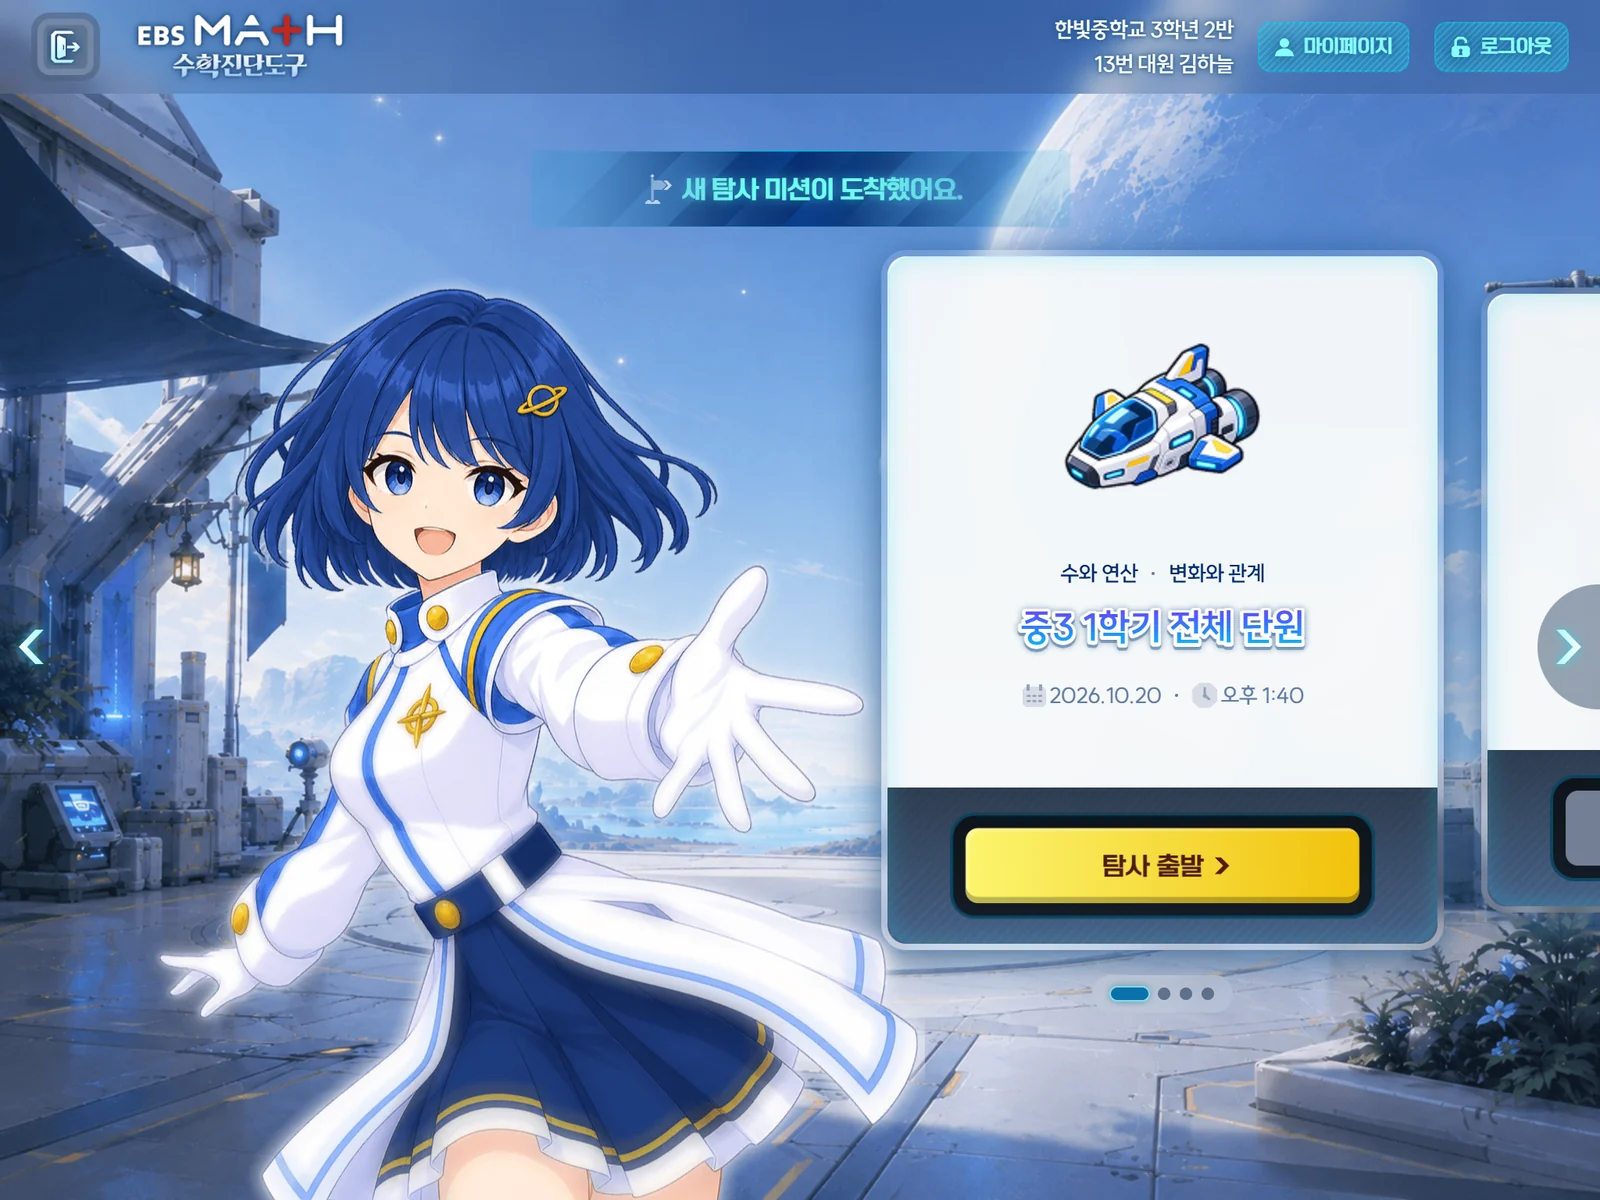 EBS MATH
수학진단도구
한빛중학교 3학년 2반
13번 대원 김하늘
마이페이지
로그아웃
새 탐사 미션이 도착했어요.
수와 연산 · 변화와 관계
중3 1학기 전체 단원
2026.10.20 · 오후 1:40
탐사 출발